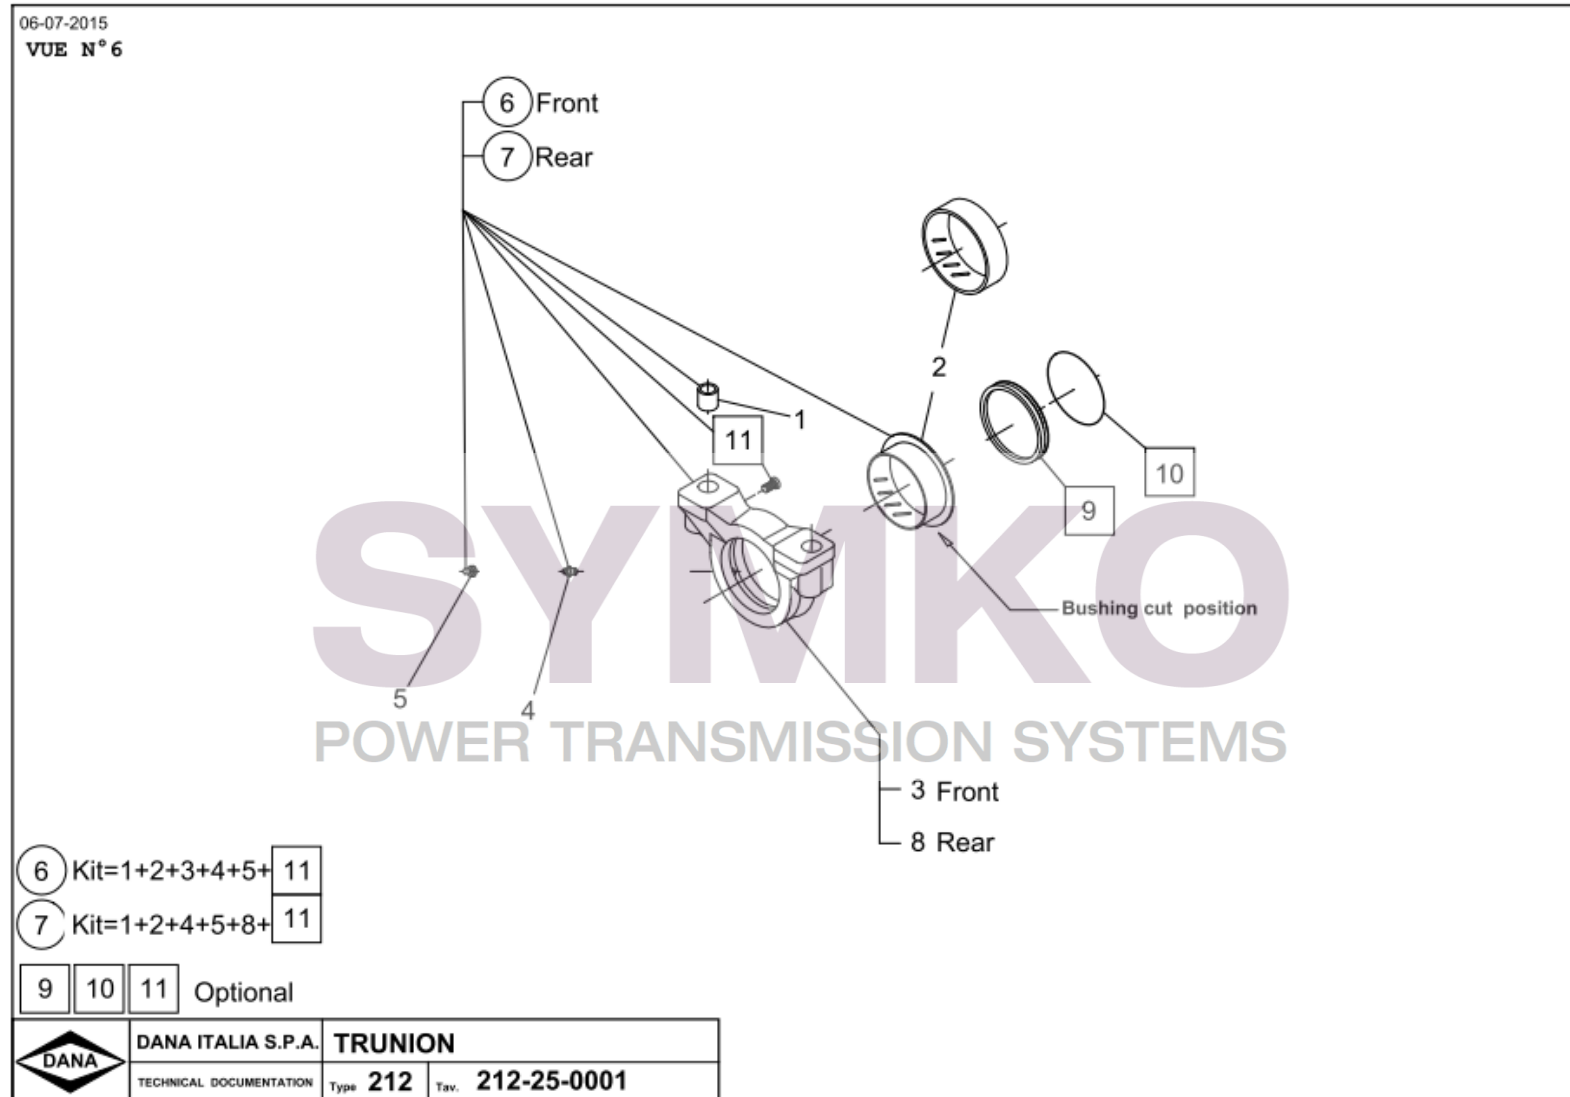 06-07-2015
VUE N°6
6 Front
7 Rear
2
1
11
10
9
Bushing cut position
5
4
3 Front
8 Rear
SYMKO
POWER TRANSMISSION SYSTEMS
6 Kit=1+2+3+4+5+ 11
7 Kit=1+2+4+5+8+ 11
9 10 11 Optional
DANA
DANA ITALIA S.P.A.
TRUNION
TECHNICAL DOCUMENTATION
Type 212
Tav. 212-25-0001